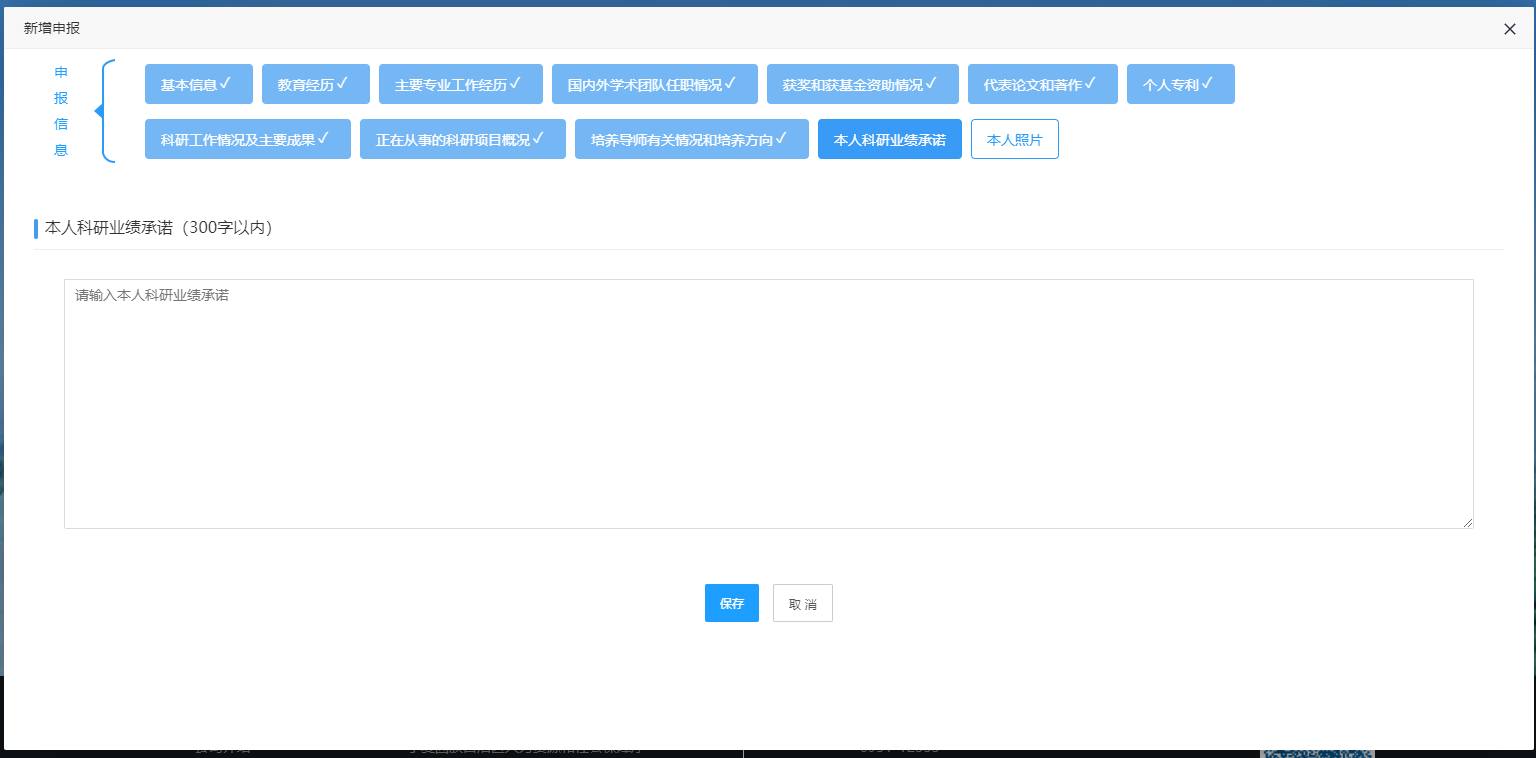 新增申报
申报信息
基本信息✓ 教育经历✓ 主要专业工作经历✓ 国内外学术团队任职情况✓ 获奖和获基金资助情况✓ 代表论文和著作✓ 个人专利✓
科研工作情况及主要成果✓ 正在从事的科研项目概况✓ 培养导师有关情况和培养方向✓ 本人科研业绩承诺 本人照片
本人科研业绩承诺（300字以内）
请输入本人科研业绩承诺
保存 取 消